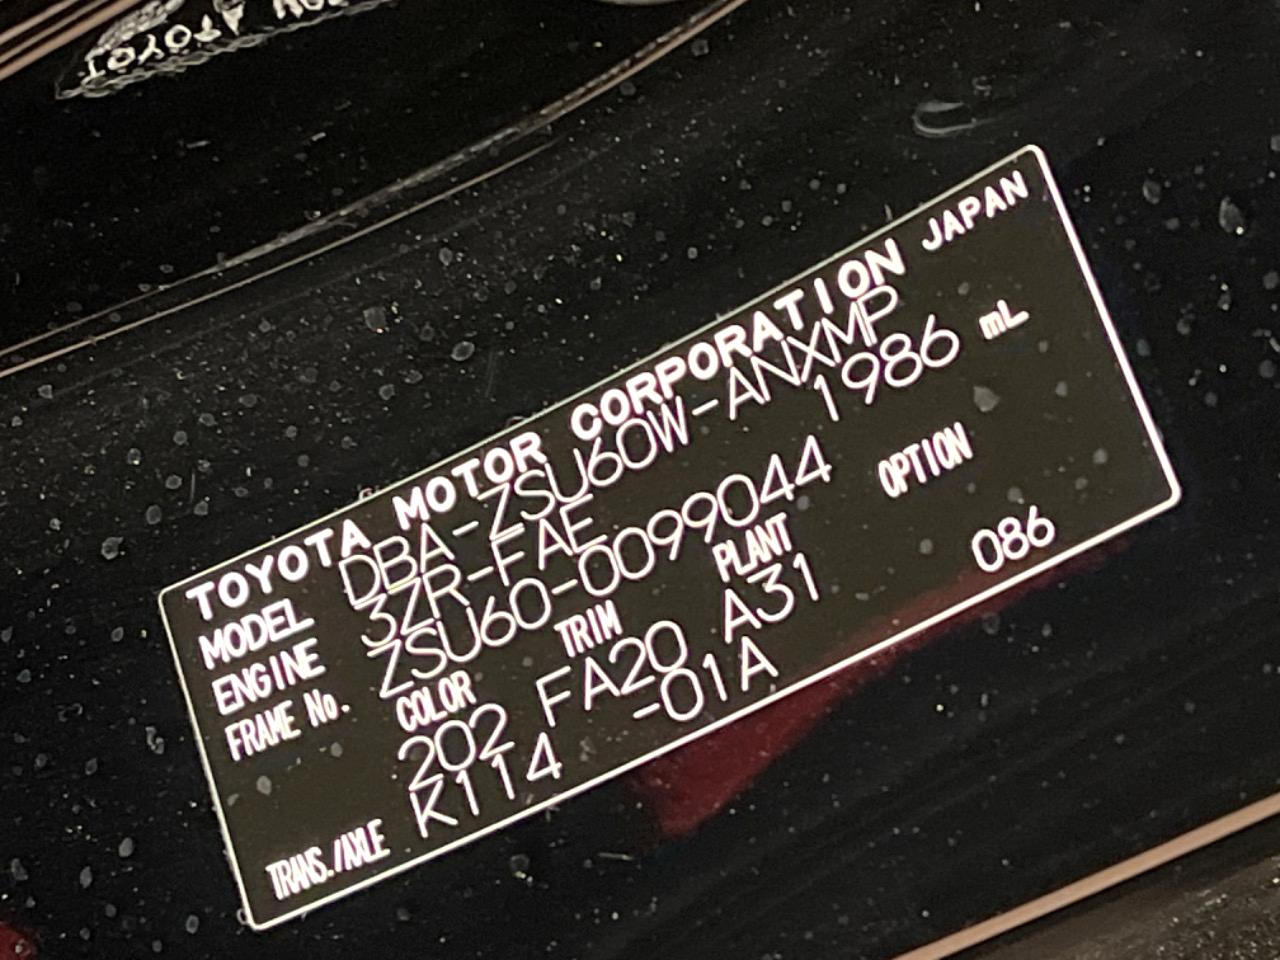 TOYOTA MOTOR CORPORATION JAPAN
MODEL DBA-ZSU60W-ANXMP
ENGINE 3ZR-FAE 1986 mL
FRAME No. ZSU60-0099044
COLOR TRIM PLANT OPTION
202 FA20 A31 086
TRANS./AXLE K114 -01A
TOYOTA